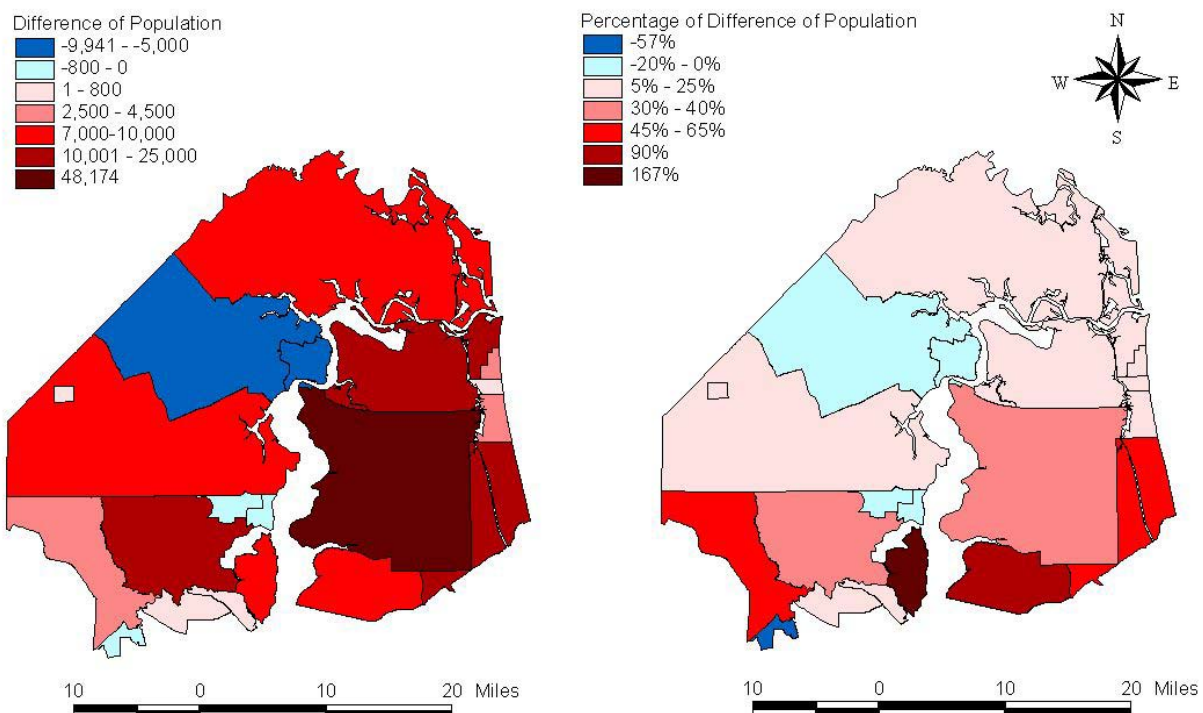 Difference of Population
-9,941 - -5,000
-800 - 0
1 - 800
2,500 - 4,500
7,000-10,000
10,001 - 25,000
48,174
10 0 10 20 Miles
Percentage of Difference of Population
-57%
-20% - 0%
5% - 25%
30% - 40%
45% - 65%
90%
167%
N
W E
S
10 0 10 20 Miles